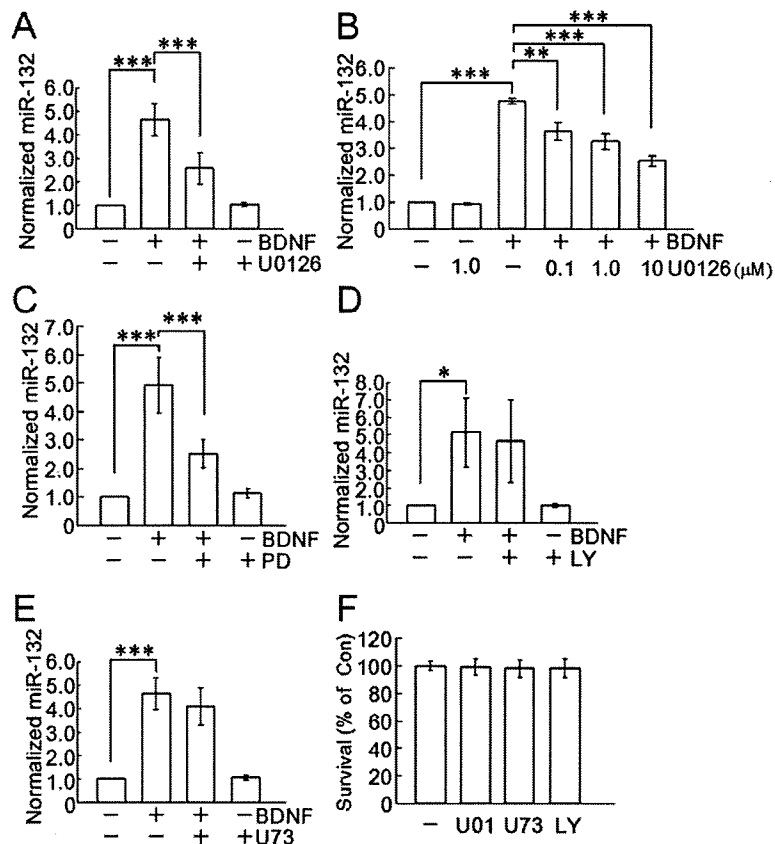 A
Normalized miR-132
6.0
5.0
4.0
3.0
2.0
1.0
0
***
***
− + + − BDNF
− − + + U0126
B
Normalized miR-132
6.0
4.0
2.0
1.0
0
***
**
***
***
− − + + + + BDNF
− 1.0 − 0.1 1.0 10 U0126 (μM)
C
Normalized miR-132
7.0
6.0
5.0
4.0
3.0
2.0
1.0
0
***
***
− + + − BDNF
− − + + PD
D
Normalized miR-132
8.0
7.0
6.0
5.0
4.0
3.0
2.0
1.0
0
*
− + + − BDNF
− − + + LY
E
Normalized miR-132
6.0
5.0
4.0
3.0
2.0
1.0
0
***
− + + − BDNF
− − + + U73
F
Survival (% of Con)
120
100
80
60
40
20
0
− U01 U73 LY